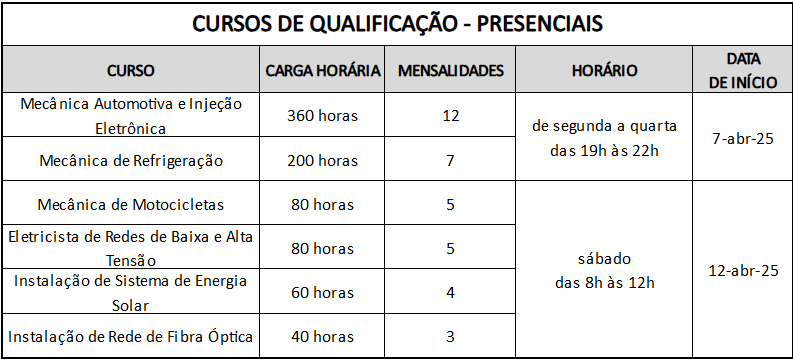 CURSOS DE QUALIFICAÇÃO - PRESENCIAIS
CURSO CARGA HORÁRIA MENSALIDADES HORÁRIO DATA
DE INÍCIO
Mecânica Automotiva e Injeção
Eletrônica
360 horas 12
de segunda a quarta
das 19h às 22h
7-abr-25
Mecânica de Refrigeração 200 horas 7
Mecânica de Motocicletas 80 horas 5
Eletricista de Redes de Baixa e Alta
Tensão
80 horas 5
sábado
das 8h às 12h
12-abr-25
Instalação de Sistema de Energia
Solar
60 horas 4
Instalação de Rede de Fibra Óptica 40 horas 3